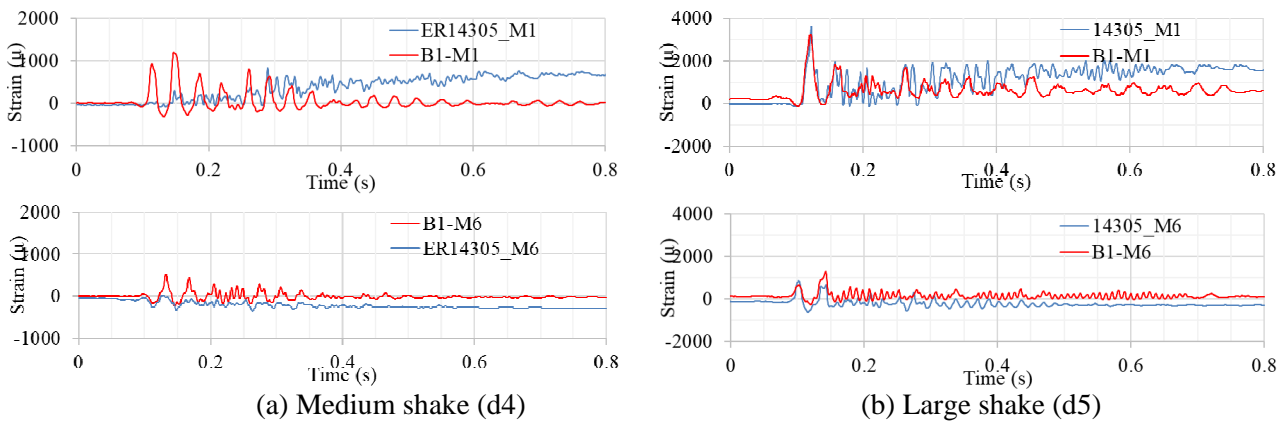 2000
1000
0
-1000
Strain (μ)
ER14305_M1
B1-M1
0 0.2 0.4 0.6 0.8
Time (s)
4000
2000
0
-2000
Strain (μ)
14305_M1
B1-M1
0 0.2 0.4 0.6 0.8
Time (s)
2000
1000
0
-1000
Strain (μ)
B1-M6
ER14305_M6
0 0.2 0.4 0.6 0.8
Time (s)
4000
2000
0
-2000
Strain (μ)
14305_M6
B1-M6
0 0.2 0.4 0.6 0.8
Time (s)
(a) Medium shake (d4)
(b) Large shake (d5)